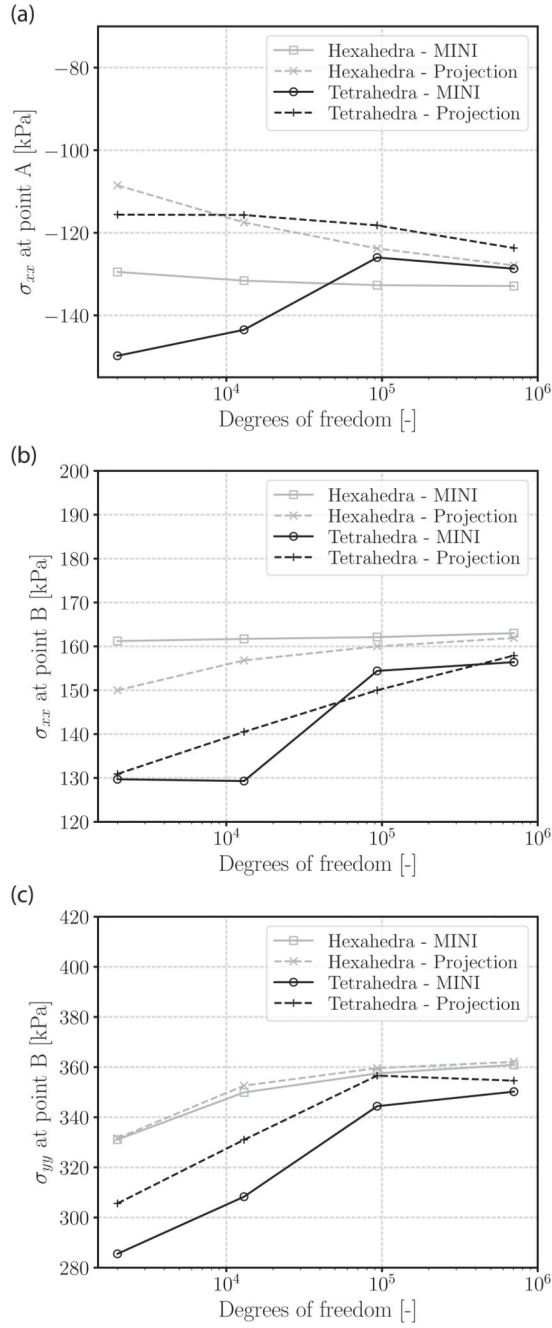 (a)
Hexahedra - MINI
Hexahedra - Projection
Tetrahedra - MINI
Tetrahedra - Projection
−80
−100
−120
−140
σxx at point A [kPa]
10^4
10^5
10^6
Degrees of freedom [-]
(b)
Hexahedra - MINI
Hexahedra - Projection
Tetrahedra - MINI
Tetrahedra - Projection
200
190
180
170
160
150
140
130
120
σxx at point B [kPa]
10^4
10^5
10^6
Degrees of freedom [-]
(c)
Hexahedra - MINI
Hexahedra - Projection
Tetrahedra - MINI
Tetrahedra - Projection
420
400
380
360
340
320
300
280
σyy at point B [kPa]
10^4
10^5
10^6
Degrees of freedom [-]